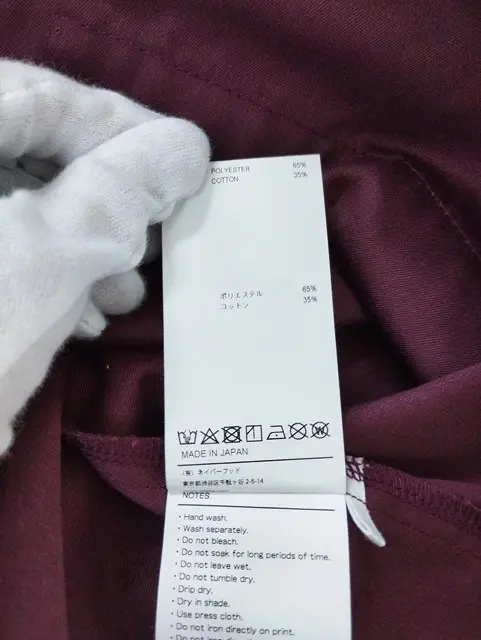 POLYESTER 65%
COTTON 35%
ポリエステル 65%
コットン 35%
MADE IN JAPAN
(有) ネイバーフッド
東京都渋谷区千駄ヶ谷 2-8-14
NOTES
・Hand wash.
・Wash separately.
・Do not bleach.
・Do not soak for long periods of time.
・Do not leave wet.
・Do not tumble dry.
・Drip dry.
・Dry in shade.
・Use press cloth.
・Do not iron directly on print.